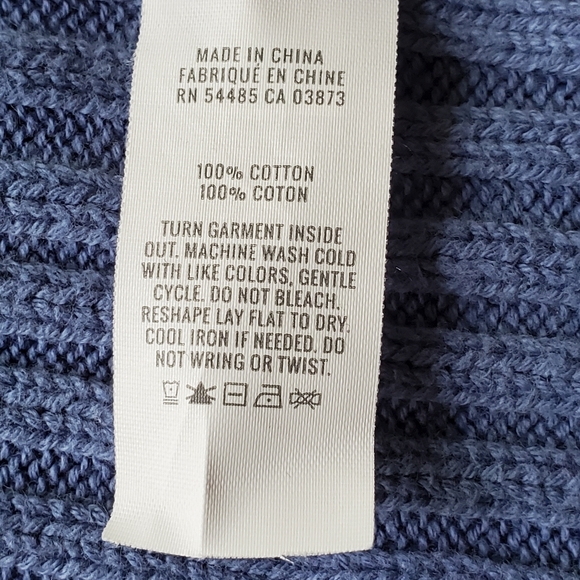 MADE IN CHINA
FABRIQUÉ EN CHINE
RN 54485 CA 03873
100% COTTON
100% COTON
TURN GARMENT INSIDE
OUT. MACHINE WASH COLD
WITH LIKE COLORS, GENTLE
CYCLE. DO NOT BLEACH.
RESHAPE LAY FLAT TO DRY.
COOL IRON IF NEEDED. DO
NOT WRING OR TWIST.